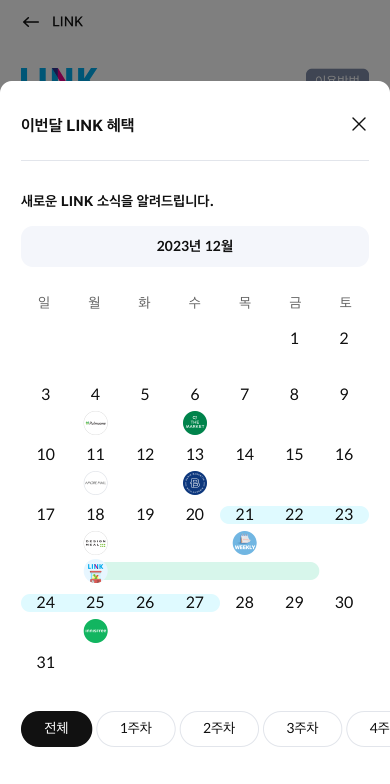 LINK
LINK
이용방법
이번달 LINK 혜택
새로운 LINK 소식을 알려드립니다.
2023년 12월
일 월 화 수 목 금 토
1 2
3 4 5 6 7 8 9
THE MARKET
10 11 12 13 14 15 16
17 18 19 20 21 22 23
DESIGN WEEKLY
LINK
24 25 26 27 28 29 30
innisfree
31
전체 1주차 2주차 3주차 4주